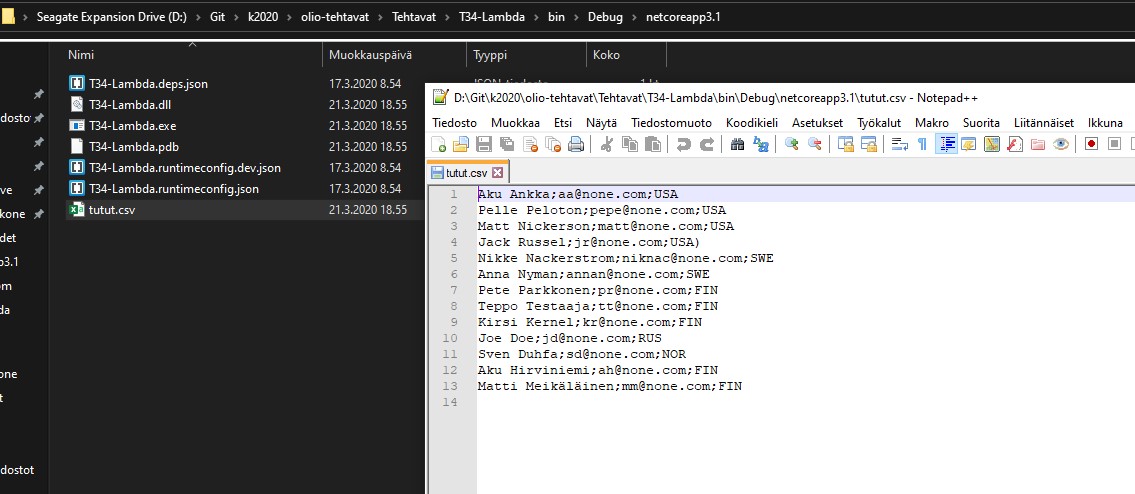 Seagate Expansion Drive (D:) > Git > k2020 > olio-tehtavat > Tehtavat > T34-Lambda > bin > Debug > netcoreapp3.1
Nimi Muokkauspäivä Tyyppi Koko
T34-Lambda.deps.json 17.3.2020 8.54
T34-Lambda.dll 21.3.2020 18.55
T34-Lambda.exe 21.3.2020 18.55
T34-Lambda.pdb 21.3.2020 18.55
T34-Lambda.runtimeconfig.dev.json 17.3.2020 8.54
T34-Lambda.runtimeconfig.json 17.3.2020 8.54
tutut.csv 21.3.2020 18.55
dostot
ve
kone
det
p3.1
om
da
one
t
dostot
D:\Git\k2020\olio-tehtavat\Tehtavat\T34-Lambda\bin\Debug\netcoreapp3.1\tutut.csv - Notepad++
Tiedosto Muokkaa Etsi Näytä Tiedostomuoto Koodikieli Asetukset Työkalut Makro Suorita Liitännäiset Ikkuna
tutut.csv
1 Aku Ankka;aa@none.com;USA
2 Pelle Peloton;pepe@none.com;USA
3 Matt Nickerson;matt@none.com;USA
4 Jack Russel;jr@none.com;USA)
5 Nikke Nackerstrom;niknac@none.com;SWE
6 Anna Nyman;annan@none.com;SWE
7 Pete Parkkonen;pr@none.com;FIN
8 Teppo Testaaja;tt@none.com;FIN
9 Kirsi Kernel;kr@none.com;FIN
10 Joe Doe;jd@none.com;RUS
11 Sven Duhfa;sd@none.com;NOR
12 Aku Hirviniemi;ah@none.com;FIN
13 Matti Meikäläinen;mm@none.com;FIN
14